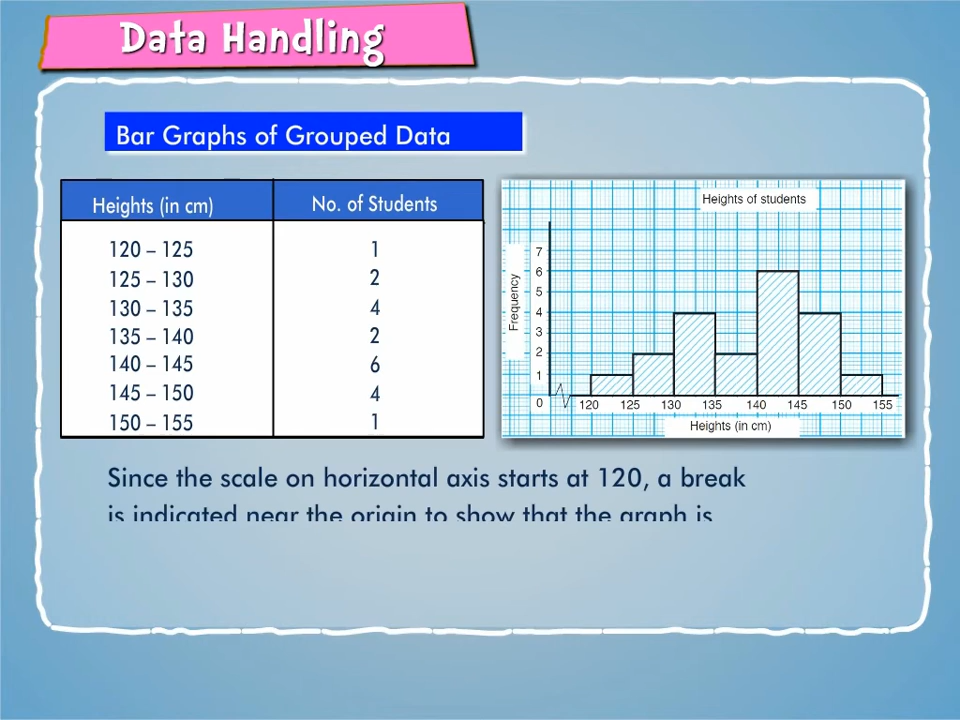 Data Handling
Bar Graphs of Grouped Data
Heights (in cm) No. of Students
120 – 125 1
125 – 130 2
130 – 135 4
135 – 140 2
140 – 145 6
145 – 150 4
150 – 155 1
Heights of students
Frequency
7
6
5
4
3
2
1
0 120 125 130 135 140 145 150 155
Heights (in cm)
Since the scale on horizontal axis starts at 120, a break
is indicated near the origin to show that the graph is